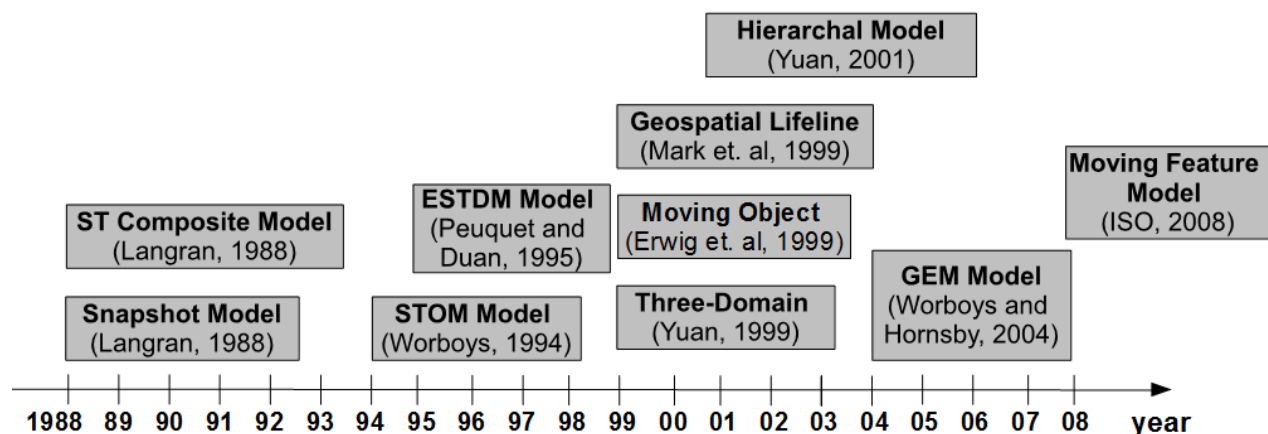 Hierarchal Model
(Yuan, 2001)
Geospatial Lifeline
(Mark et. al, 1999)
Moving Feature
Model
(ISO, 2008)
ST Composite Model
(Langran, 1988)
ESTDM Model
(Peuquet and
Duan, 1995)
Moving Object
(Erwig et. al, 1999)
Snapshot Model
(Langran, 1988)
STOM Model
(Worboys, 1994)
Three-Domain
(Yuan, 1999)
GEM Model
(Worboys and
Hornsby, 2004)
1988 89 90 91 92 93 94 95 96 97 98 99 00 01 02 03 04 05 06 07 08 year